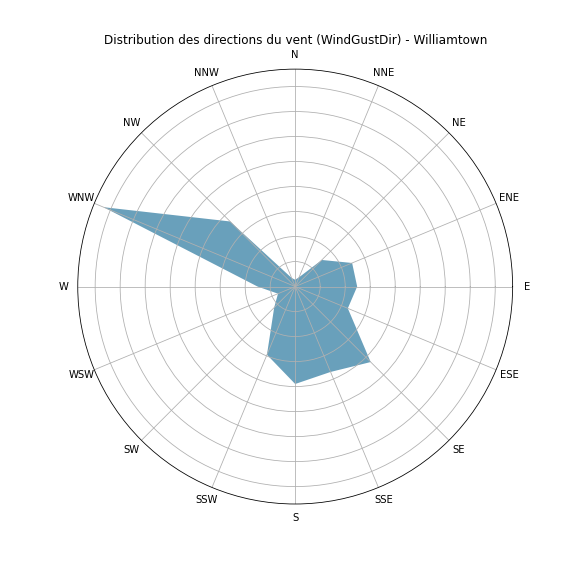 Distribution des directions du vent (WindGustDir) - Williamtown
N
NNW
NNE
NW
NE
WNW
ENE
W
E
WSW
ESE
SW
SE
SSW
SSE
S